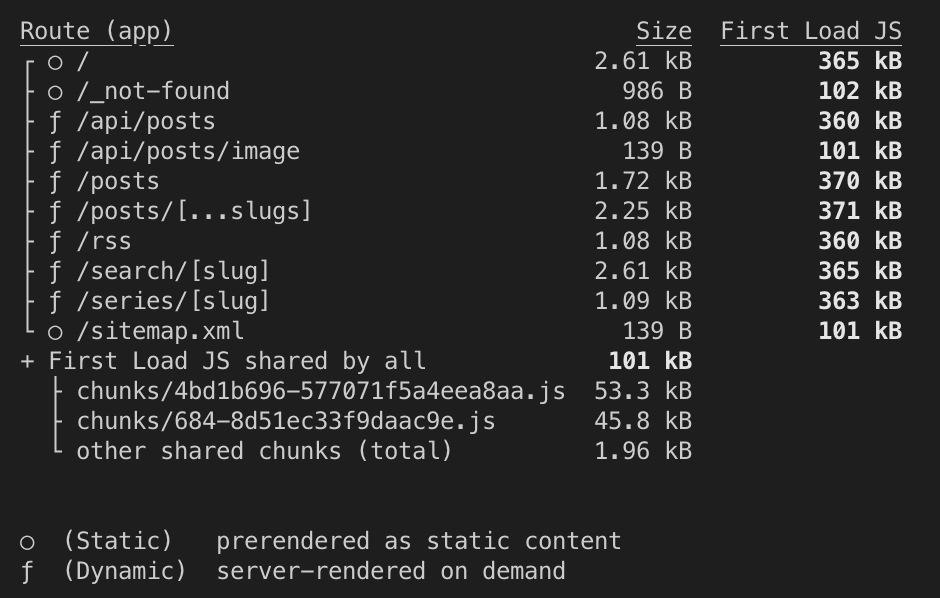 Route (app) Size First Load JS
┌ ○ / 2.61 kB 365 kB
├ ○ /_not-found 986 B 102 kB
├ ƒ /api/posts 1.08 kB 360 kB
├ ƒ /api/posts/image 139 B 101 kB
├ ƒ /posts 1.72 kB 370 kB
├ ƒ /posts/[...slugs] 2.25 kB 371 kB
├ ƒ /rss 1.08 kB 360 kB
├ ƒ /search/[slug] 2.61 kB 365 kB
├ ƒ /series/[slug] 1.09 kB 363 kB
└ ○ /sitemap.xml 139 B 101 kB
+ First Load JS shared by all 101 kB
├ chunks/4bd1b696-577071f5a4eea8aa.js 53.3 kB
├ chunks/684-8d51ec33f9daac9e.js 45.8 kB
└ other shared chunks (total) 1.96 kB
○ (Static) prerendered as static content
ƒ (Dynamic) server-rendered on demand